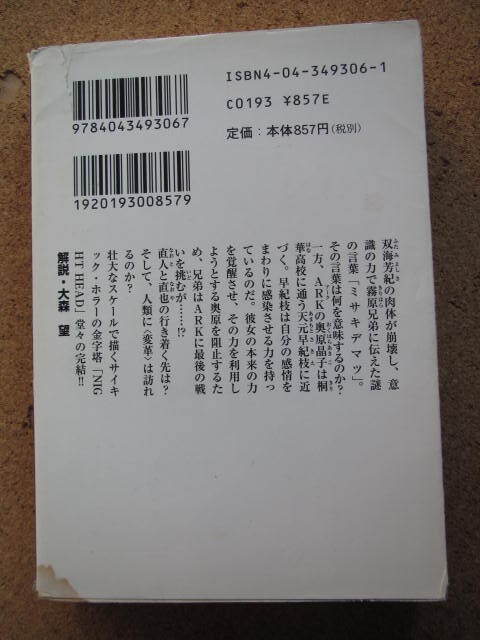 ISBN4-04-349306-1
C0193 ¥857E
定価：本体857円（税別）
9784043493067
1920193008579
双海芳紀の肉体が崩壊し、意
識の力で霧原兄弟に伝えた謎
の言葉「ミサキデマツ」。
その言葉は何を意味するのか？
一方、ARKの奥原晶子は桐
華高校に通う天元早紀枝に近
づく。早紀枝は自分の感情を
まわりに感染させる力を持っ
ているのだ。彼女の本来の力
を覚醒させ、その力を利用し
ようとする奥原を阻止するた
め、兄弟はARKに最後の戦
いを挑むが……!?
直人と直也の行き着く先は？
そして、人類に〈変革〉は訪れ
るのか？
壮大なスケールで描くサイキ
ック・ホラーの金字塔「NIG
HT HEAD」堂々の完結!!
解説・大森 望